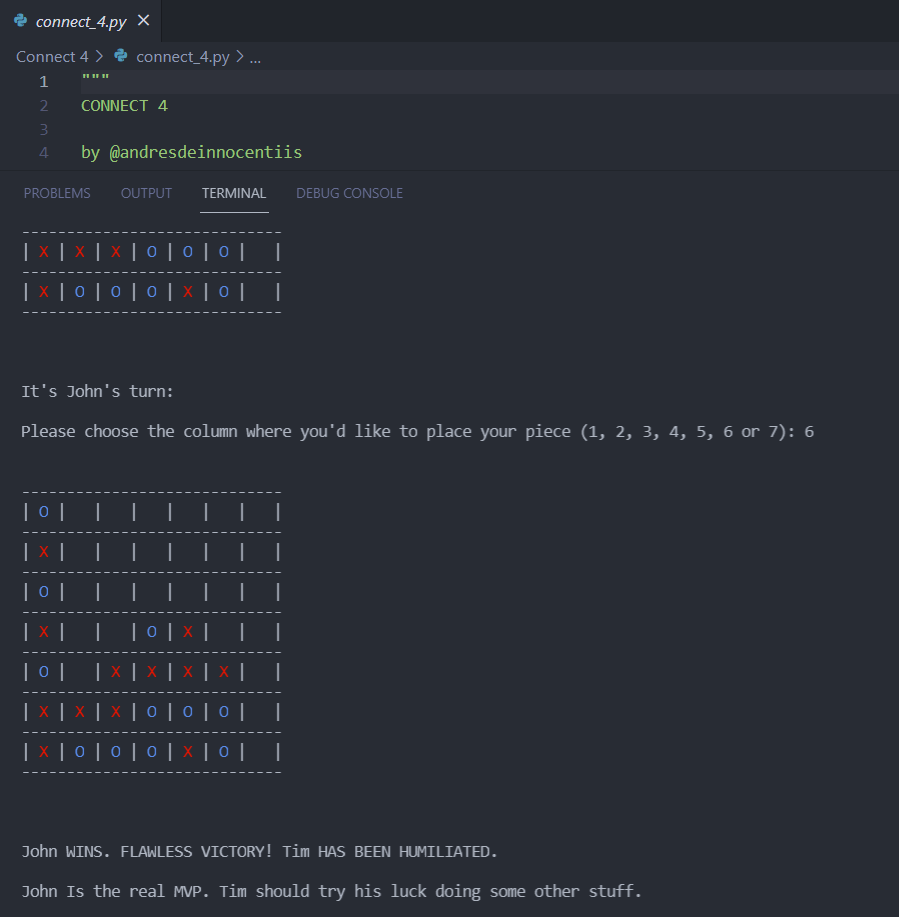 connect_4.py ×
Connect 4 > connect_4.py > ...
1 """
2 CONNECT 4
3
4 by @andresdeinnocentiis
PROBLEMS OUTPUT TERMINAL DEBUG CONSOLE
-----------------------------
| X | X | X | O | O | O |   |
-----------------------------
| X | O | O | O | X | O |   |
-----------------------------
It's John's turn:
Please choose the column where you'd like to place your piece (1, 2, 3, 4, 5, 6 or 7): 6
-----------------------------
| O |   |   |   |   |   |   |
-----------------------------
| X |   |   |   |   |   |   |
-----------------------------
| O |   |   |   |   |   |   |
-----------------------------
| X |   |   | O | X |   |   |
-----------------------------
| O |   | X | X | X | X |   |
-----------------------------
| X | X | X | O | O | O |   |
-----------------------------
| X | O | O | O | X | O |   |
-----------------------------
John WINS. FLAWLESS VICTORY! Tim HAS BEEN HUMILIATED.
John Is the real MVP. Tim should try his luck doing some other stuff.